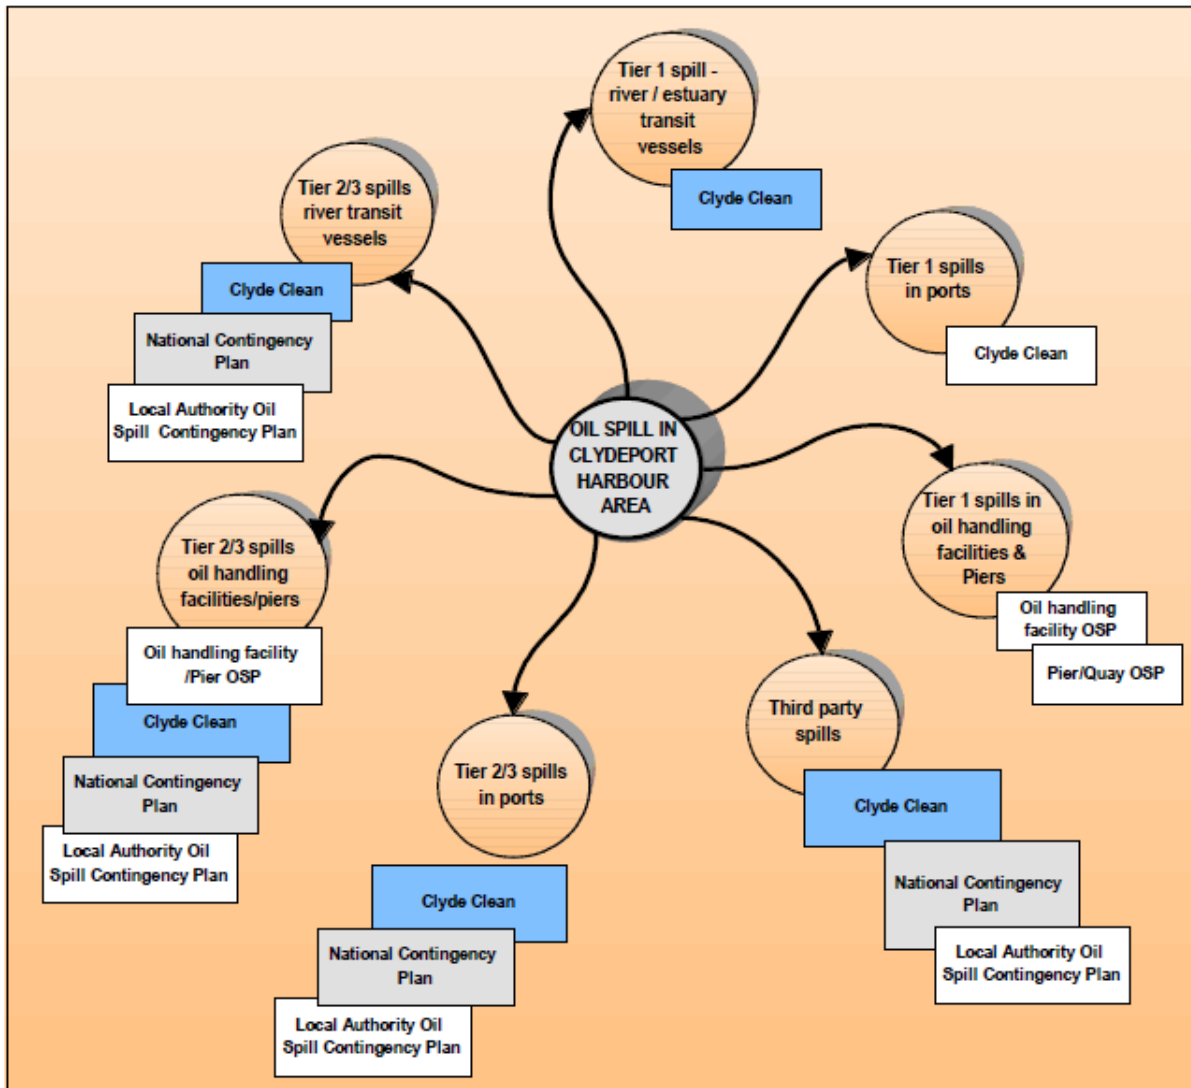 Tier 1 spill -
river / estuary
transit
vessels
Clyde Clean
Tier 2/3 spills
river transit
vessels
Clyde Clean
National Contingency
Plan
Local Authority Oil
Spill Contingency Plan
Tier 1 spills
in ports
Clyde Clean
OIL SPILL IN
CLYDEPORT
HARBOUR
AREA
Tier 1 spills in
oil handling
facilities &
Piers
Oil handling
facility OSP
Pier/Quay OSP
Tier 2/3 spills
oil handling
facilities/piers
Oil handling facility
/Pier OSP
Clyde Clean
National Contingency
Plan
Local Authority Oil
Spill Contingency Plan
Tier 2/3 spills
in ports
Clyde Clean
National Contingency
Plan
Local Authority Oil
Spill Contingency Plan
Third party
spills
Clyde Clean
National Contingency
Plan
Local Authority Oil
Spill Contingency Plan